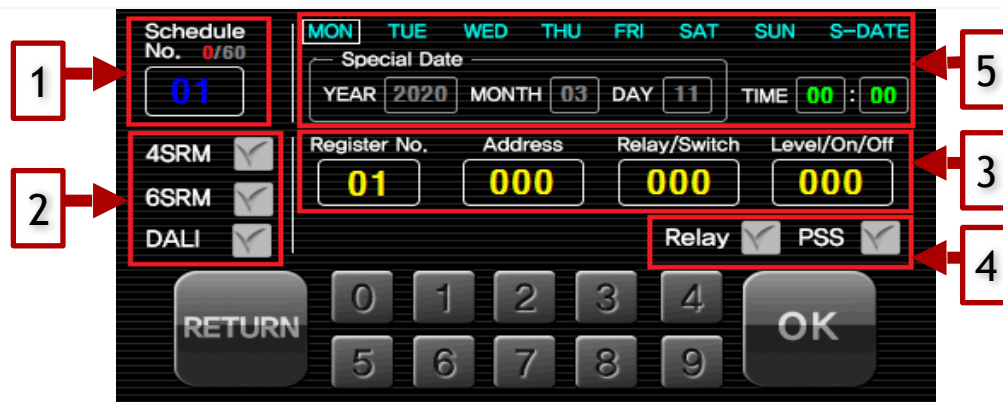 Schedule No. 0/60
01
MON TUE WED THU FRI SAT SUN S-DATE
Special Date
YEAR 2020 MONTH 03 DAY 11 TIME 00 : 00
1
5
4SRM
6SRM
DALI
2
Register No. Address Relay/Switch Level/On/Off
01 000 000 000
3
Relay PSS
4
RETURN
0 1 2 3 4
5 6 7 8 9
OK